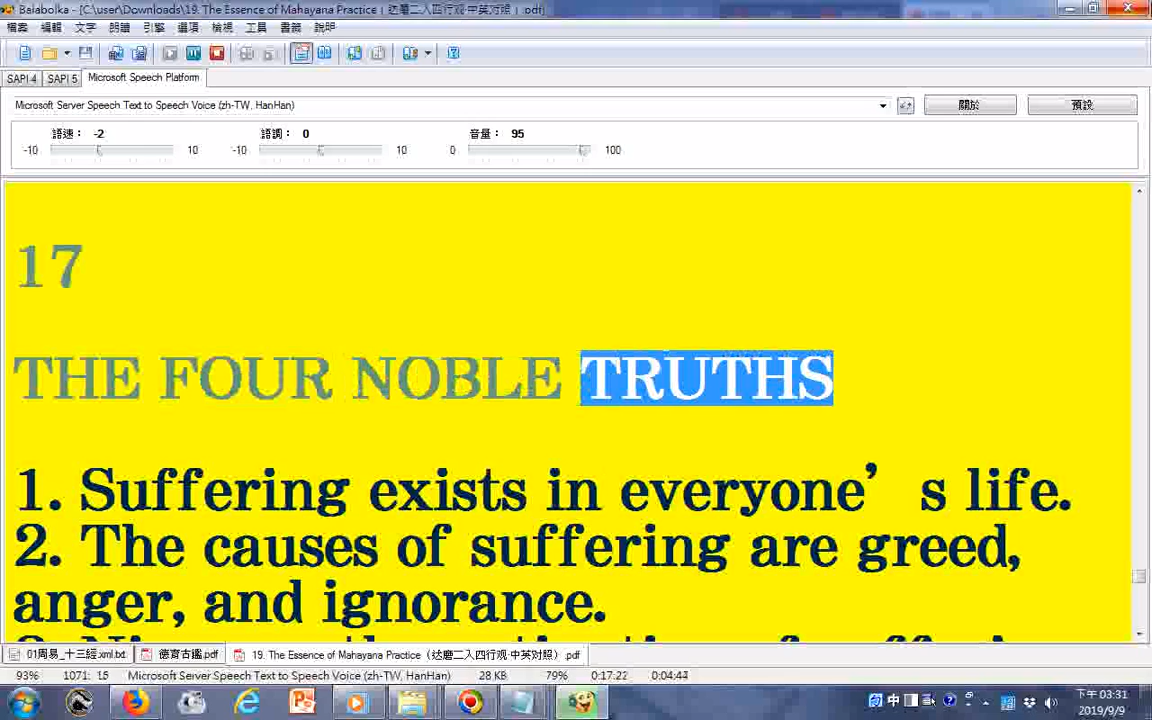 Balabolka - [C:\user\Downloads\19. The Essence of Mahayana Practice (达磨二入四行观·中英对照).pdf]
檔案 編輯 文字 朗讀 引擎 選項 檢視 工具 書籤 說明
SAPI 4 SAPI 5 Microsoft Speech Platform
Microsoft Server Speech Text to Speech Voice (zh-TW, HanHan) 關於 預設
語速： -2 語調： 0 音量： 95
-10 10 -10 10 0 100
17
THE FOUR NOBLE TRUTHS
1. Suffering exists in everyone’s life.
2. The causes of suffering are greed,
anger, and ignorance.
01周易_十三經.xml.txt 德育古鑑.pdf 19. The Essence of Mahayana Practice（达磨二入四行观·中英对照）.pdf
93% 1071: 15 Microsoft Server Speech Text to Speech Voice (zh-TW, HanHan) 28 KB 79% 0:17:22 0:04:44
中 下午 03:31
2019/9/9